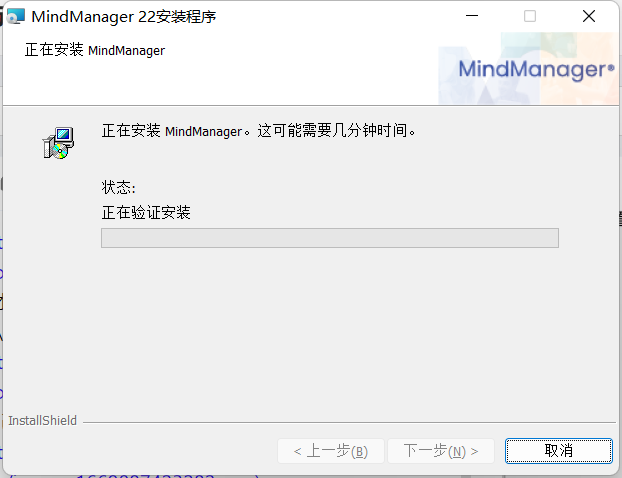 MindManager 22安装程序
正在安装 MindManager
MindManager®
正在安装 MindManager。这可能需要几分钟时间。
状态:
正在验证安装
InstallShield
< 上一步(B)
下一步(N) >
取消